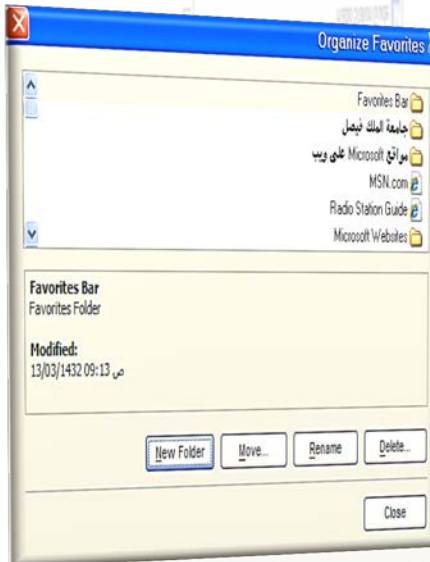 Organize Favorites
Favorites Bar
جامعة الملك فيصل
مواقع Microsoft على ويب
MSN.com
Radio Station Guide
Microsoft Websites
Favorites Bar
Favorites Folder
Modified:
13/03/1432 09:13 ص
New Folder
Move...
Rename
Delete...
Close